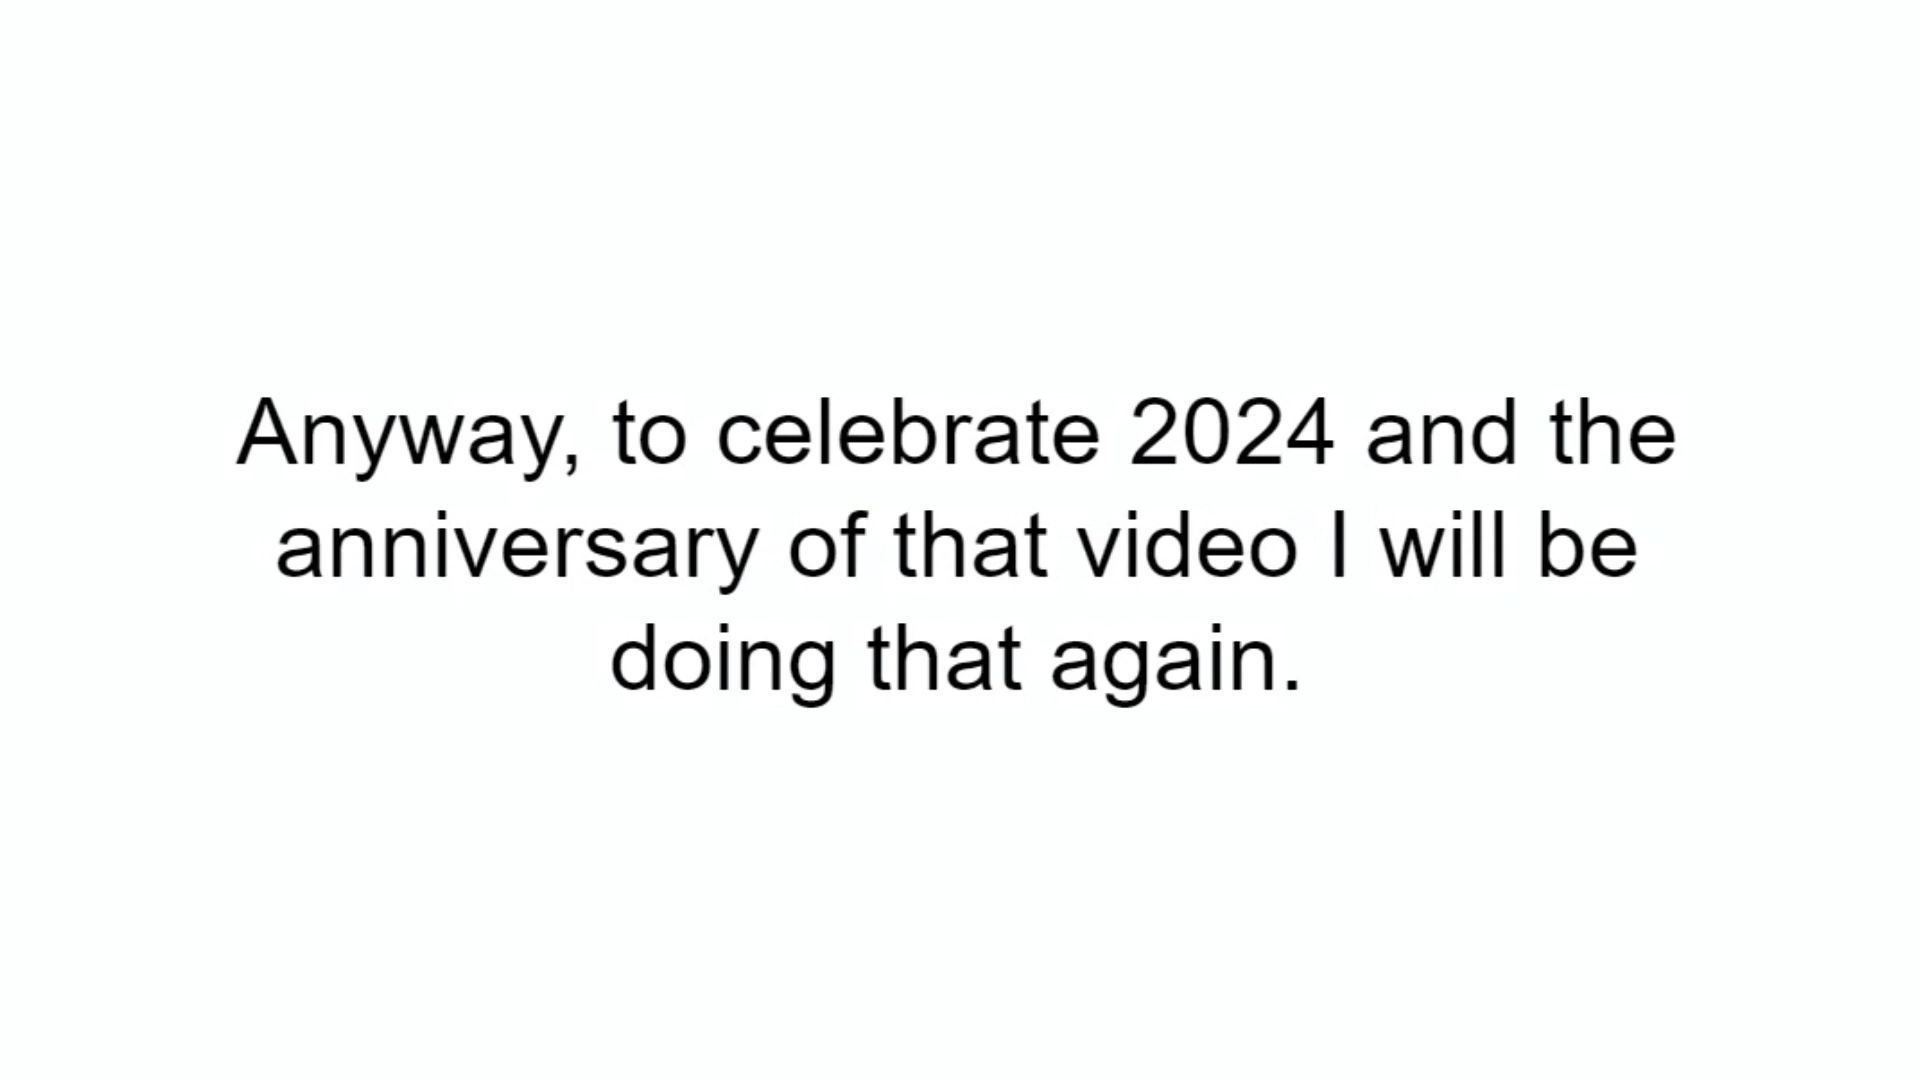 Anyway, to celebrate 2024 and the
anniversary of that video I will be
doing that again.